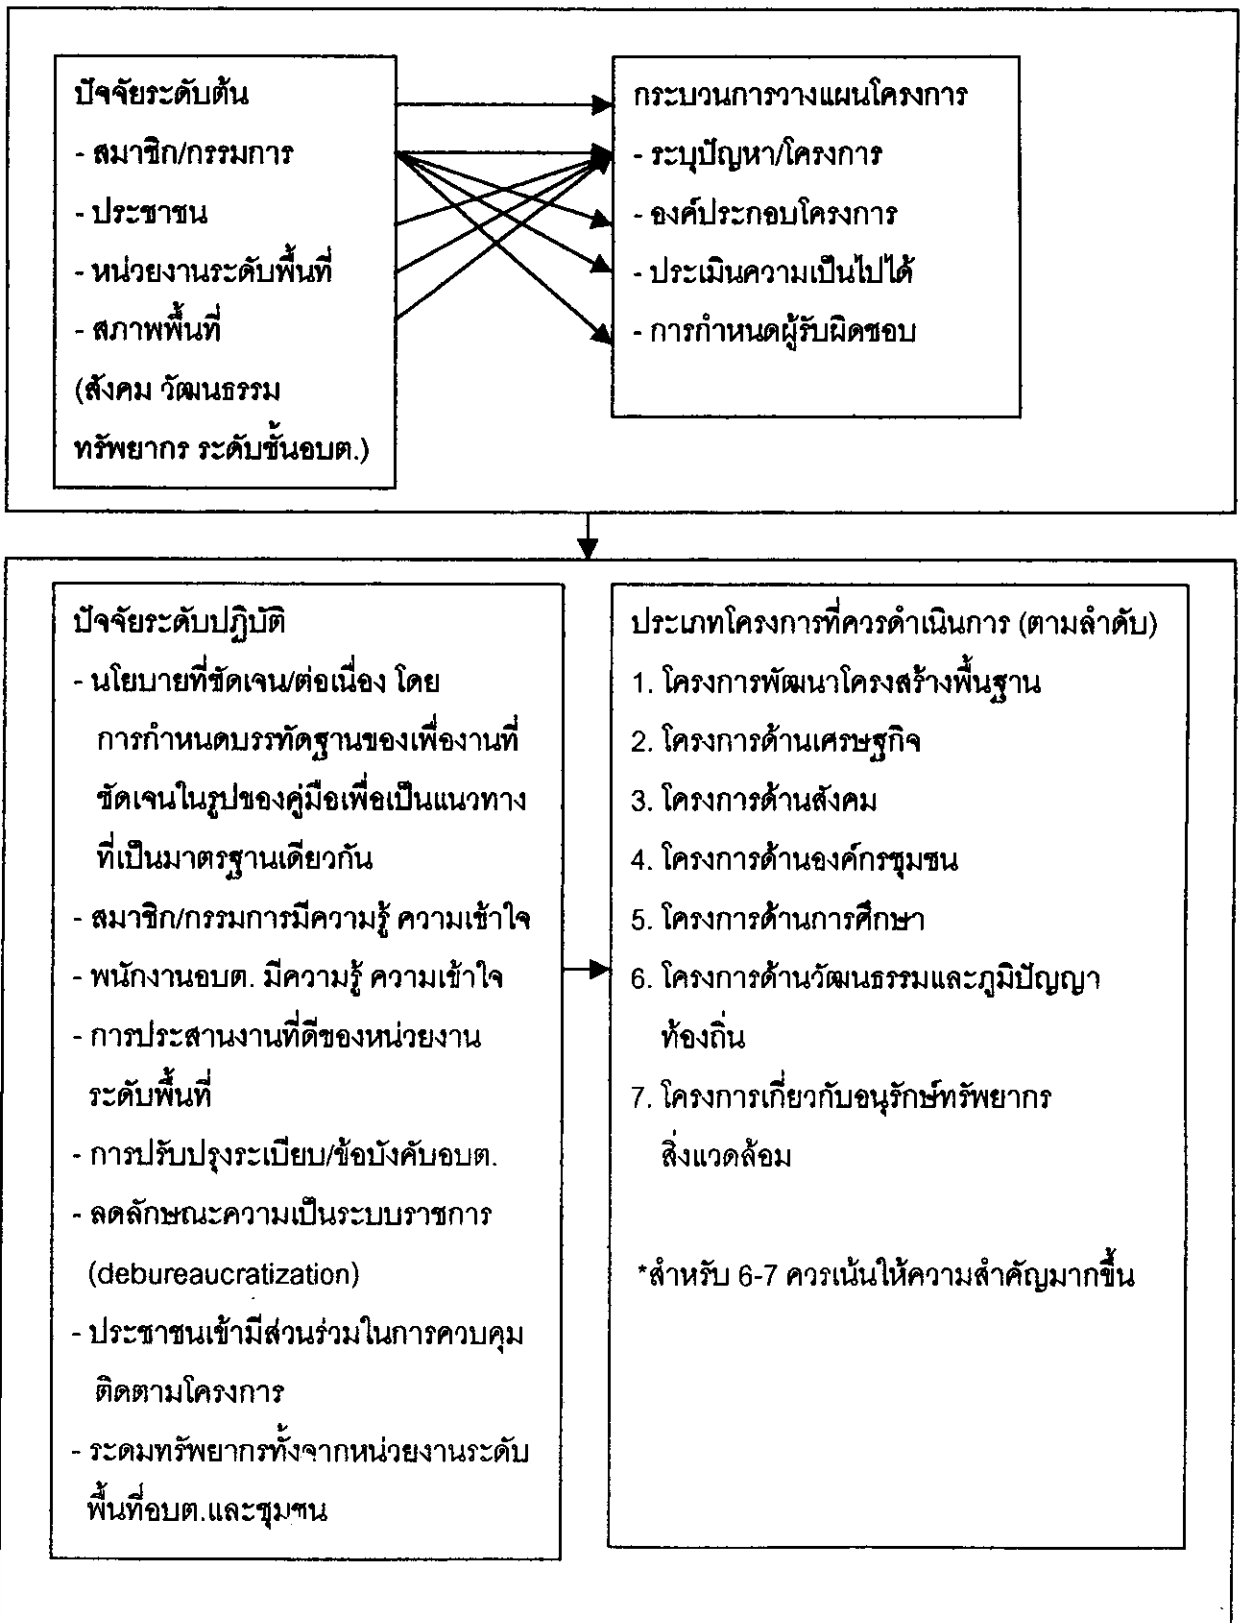 ปัจจัยระดับต้น
- สมาชิก/กรรมการ
- ประชาชน
- หน่วยงานระดับพื้นที่
- สภาพพื้นที่
(สังคม วัฒนธรรม
ทรัพยากร ระดับชั้นอบต.)
กระบวนการวางแผนโครงการ
- ระบุปัญหา/โครงการ
- องค์ประกอบโครงการ
- ประเมินความเป็นไปได้
- การกำหนดผู้รับผิดชอบ
ปัจจัยระดับปฏิบัติ
- นโยบายที่ชัดเจน/ต่อเนื่อง โดย
การกำหนดบรรทัดฐานของเพื่องานที่
ชัดเจนในรูปของคู่มือเพื่อเป็นแนวทาง
ที่เป็นมาตรฐานเดียวกัน
- สมาชิก/กรรมการมีความรู้ ความเข้าใจ
- พนักงานอบต. มีความรู้ ความเข้าใจ
- การประสานงานที่ดีของหน่วยงาน
ระดับพื้นที่
- การปรับปรุงระเบียบ/ข้อบังคับอบต.
- ลดลักษณะความเป็นระบบราชการ
(debureaucratization)
- ประชาชนเข้ามีส่วนร่วมในการควบคุม
ติดตามโครงการ
- ระดมทรัพยากรทั้งจากหน่วยงานระดับ
พื้นที่อบต.และชุมชน
ประเภทโครงการที่ควรดำเนินการ (ตามลำดับ)
1. โครงการพัฒนาโครงสร้างพื้นฐาน
2. โครงการด้านเศรษฐกิจ
3. โครงการด้านสังคม
4. โครงการด้านองค์กรชุมชน
5. โครงการด้านการศึกษา
6. โครงการด้านวัฒนธรรมและภูมิปัญญา
ท้องถิ่น
7. โครงการเกี่ยวกับอนุรักษ์ทรัพยากร
สิ่งแวดล้อม
*สำหรับ 6-7 ควรเน้นให้ความสำคัญมากขึ้น